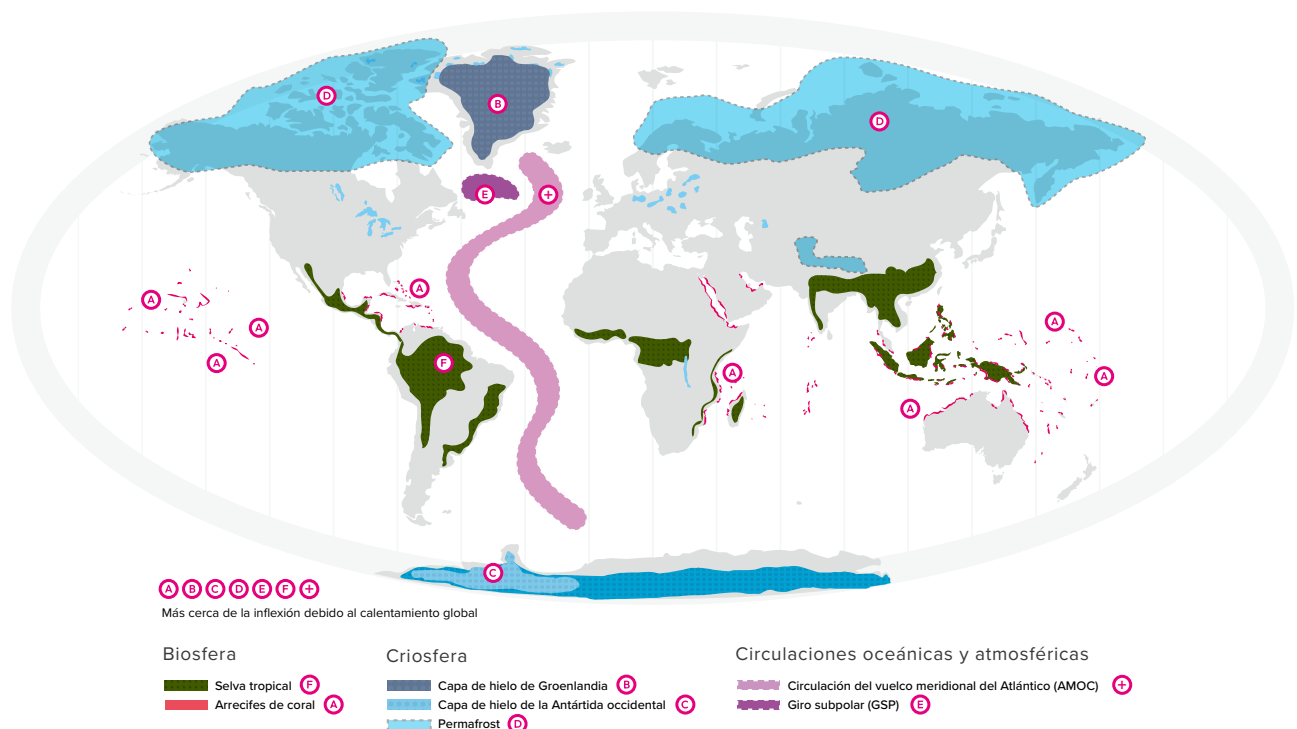 D
B
D
E
+
A
A
A
A
A
F
A
A
A
C
A B C D E F +
Más cerca de la inflexión debido al calentamiento global
Biosfera
Selva tropical F
Arrecifes de coral A
Criosfera
Capa de hielo de Groenlandia B
Capa de hielo de la Antártida occidental C
Permafrost D
Circulaciones oceánicas y atmosféricas
Circulación del vuelco meridional del Atlántico (AMOC) +
Giro subpolar (GSP) E